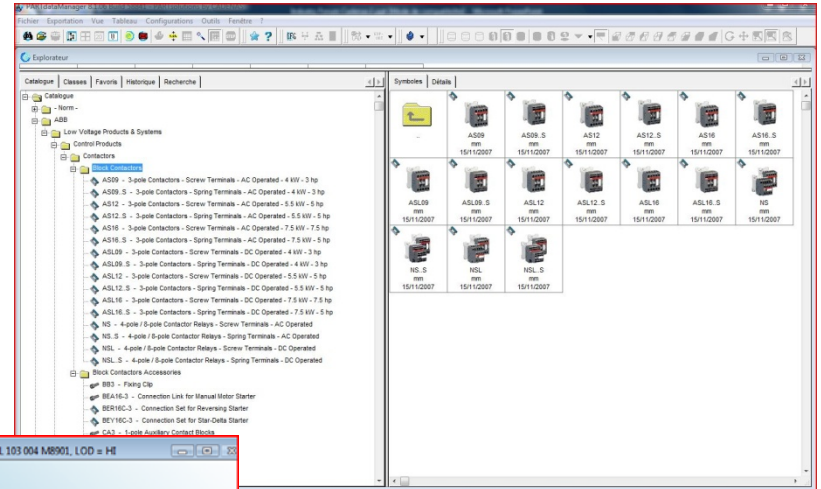 PARTdataManager
Fichier Exportation Vue Tableau Configurations Outils Fenêtre ?
Explorateur
Catalogue Classes Favoris Historique Recherche
Catalogue
- Norm -
ABB
Low Voltage Products & Systems
Control Products
Contactors
Block Contactors
AS09 - 3-pole Contactors - Screw Terminals - AC Operated - 4 kW - 3 hp
AS09..S - 3-pole Contactors - Spring Terminals - AC Operated - 4 kW - 3 hp
AS12 - 3-pole Contactors - Screw Terminals - AC Operated - 5.5 kW - 5 hp
AS12..S - 3-pole Contactors - Spring Terminals - AC Operated - 5.5 kW - 5 hp
AS16 - 3-pole Contactors - Screw Terminals - AC Operated - 7.5 kW - 7.5 hp
AS16..S - 3-pole Contactors - Spring Terminals - AC Operated - 7.5 kW - 5 hp
ASL09 - 3-pole Contactors - Screw Terminals - DC Operated - 4 kW - 3 hp
ASL09..S - 3-pole Contactors - Spring Terminals - DC Operated - 4 kW - 3 hp
ASL12 - 3-pole Contactors - Screw Terminals - DC Operated - 5.5 kW - 5 hp
ASL12..S - 3-pole Contactors - Spring Terminals - DC Operated - 5.5 kW - 5 hp
ASL16 - 3-pole Contactors - Screw Terminals - DC Operated - 7.5 kW - 7.5 hp
ASL16..S - 3-pole Contactors - Spring Terminals - DC Operated - 7.5 kW - 5 hp
NS - 4-pole / 8-pole Contactor Relays - Screw Terminals - AC Operated
NS..S - 4-pole / 8-pole Contactor Relays - Spring Terminals - AC Operated
NSL - 4-pole / 8-pole Contactor Relays - Screw Terminals - DC Operated
NSL..S - 4-pole / 8-pole Contactor Relays - Spring Terminals - DC Operated
Block Contactors Accessories
BB3 - Fixing Clip
BEA16-3 - Connection Link for Manual Motor Starter
BER16C-3 - Connection Set for Reversing Starter
BEY16C-3 - Connection Set for Star-Delta Starter
CA3 - 1-pole Auxiliary Contact Blocks
Symboles Détails
.. AS09 AS09..S AS12 AS12..S AS16 AS16..S
mm mm mm mm mm mm
15/11/2007 15/11/2007 15/11/2007 15/11/2007 15/11/2007 15/11/2007
ASL09 ASL09..S ASL12 ASL12..S ASL16 ASL16..S NS
mm mm mm mm mm mm mm
15/11/2007 15/11/2007 15/11/2007 15/11/2007 15/11/2007 15/11/2007 15/11/2007
NS..S NSL NSL..S
mm mm mm
15/11/2007 15/11/2007 15/11/2007
L 103 004 M8901, LOD = HI